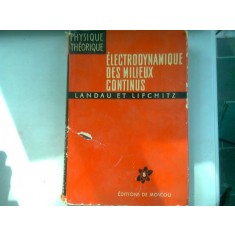 PHYSIQUE
THÉORIQUE
ÉLECTRODYNAMIQUE
DES MILIEUX
CONTINUS
LANDAU ET LIFCHITZ
ÉDITIONS DE MOSCOU